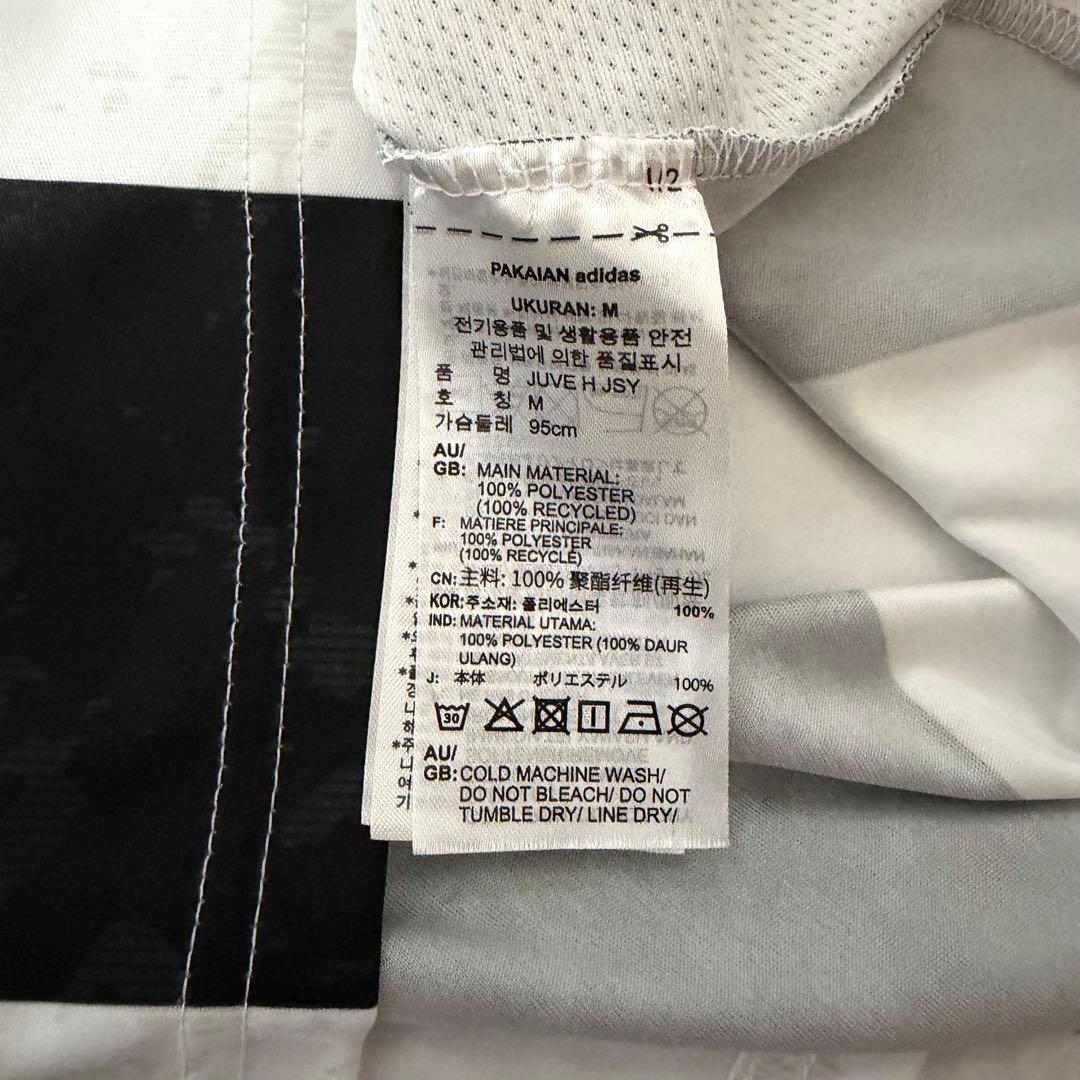 1/2
PAKAIAN adidas
UKURAN: M
전기용품 및 생활용품 안전
관리법에 의한 품질표시
품 명 JUVE H JSY
호 칭 M
가슴둘레 95cm
AU/
GB: MAIN MATERIAL:
100% POLYESTER
(100% RECYCLED)
F: MATIERE PRINCIPALE:
100% POLYESTER
(100% RECYCLE)
CN: 主料: 100% 聚酯纤维(再生)
KOR: 주소재: 폴리에스터 100%
IND: MATERIAL UTAMA:
100% POLYESTER (100% DAUR
ULANG)
J: 本体 ポリエステル 100%
30
AU/
GB: COLD MACHINE WASH/
DO NOT BLEACH/ DO NOT
TUMBLE DRY/ LINE DRY/